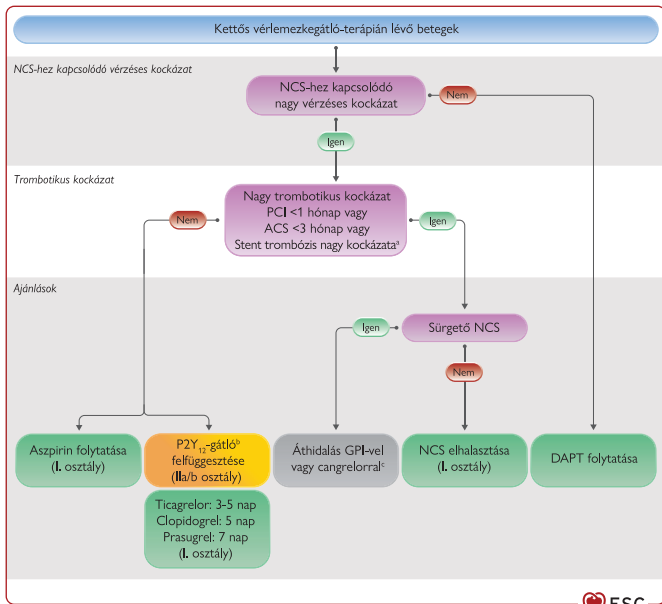 Kettős vérlemezkegátló-terápián lévő betegek
NCS-hez kapcsolódó vérzéses kockázat
NCS-hez kapcsolódó
nagy vérzéses kockázat
Nem
Igen
Trombotikus kockázat
Nagy trombotikus kockázat
PCI <1 hónap vagy
ACS <3 hónap vagy
Stent trombózis nagy kockázataᵃ
Nem
Igen
Ajánlások
Igen
Sürgető NCS
Nem
Aszpirin folytatása
(I. osztály)
P2Y₁₂-gátlóᵇ
felfüggesztése
(IIa/b osztály)
Áthidalás GPI-vel
vagy cangrelorralᶜ
NCS elhalasztása
(I. osztály)
DAPT folytatása
Ticagrelor: 3-5 nap
Clopidogrel: 5 nap
Prasugrel: 7 nap
(I. osztály)
ESC